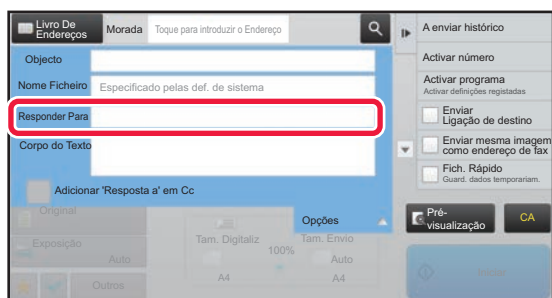 Livro De
Endereços
Morada
Toque para introduzir o Endereço
A enviar histórico
Objecto
Activar número
Nome Ficheiro
Especificado pelas def. de sistema
Activar programa
Activar definições registadas
Responder Para
Enviar
Ligação de destino
Corpo do Texto
Enviar mesma imagem
como endereço de fax
Fich. Rápido
Guard. dados temporariam.
Adicionar 'Resposta a' em Cc
Original
Opções
Pré-
visualização
CA
Exposição
Auto
Tam. Digitaliz
100%
Tam. Envio
Auto
A4
A4
Outros
Iniciar